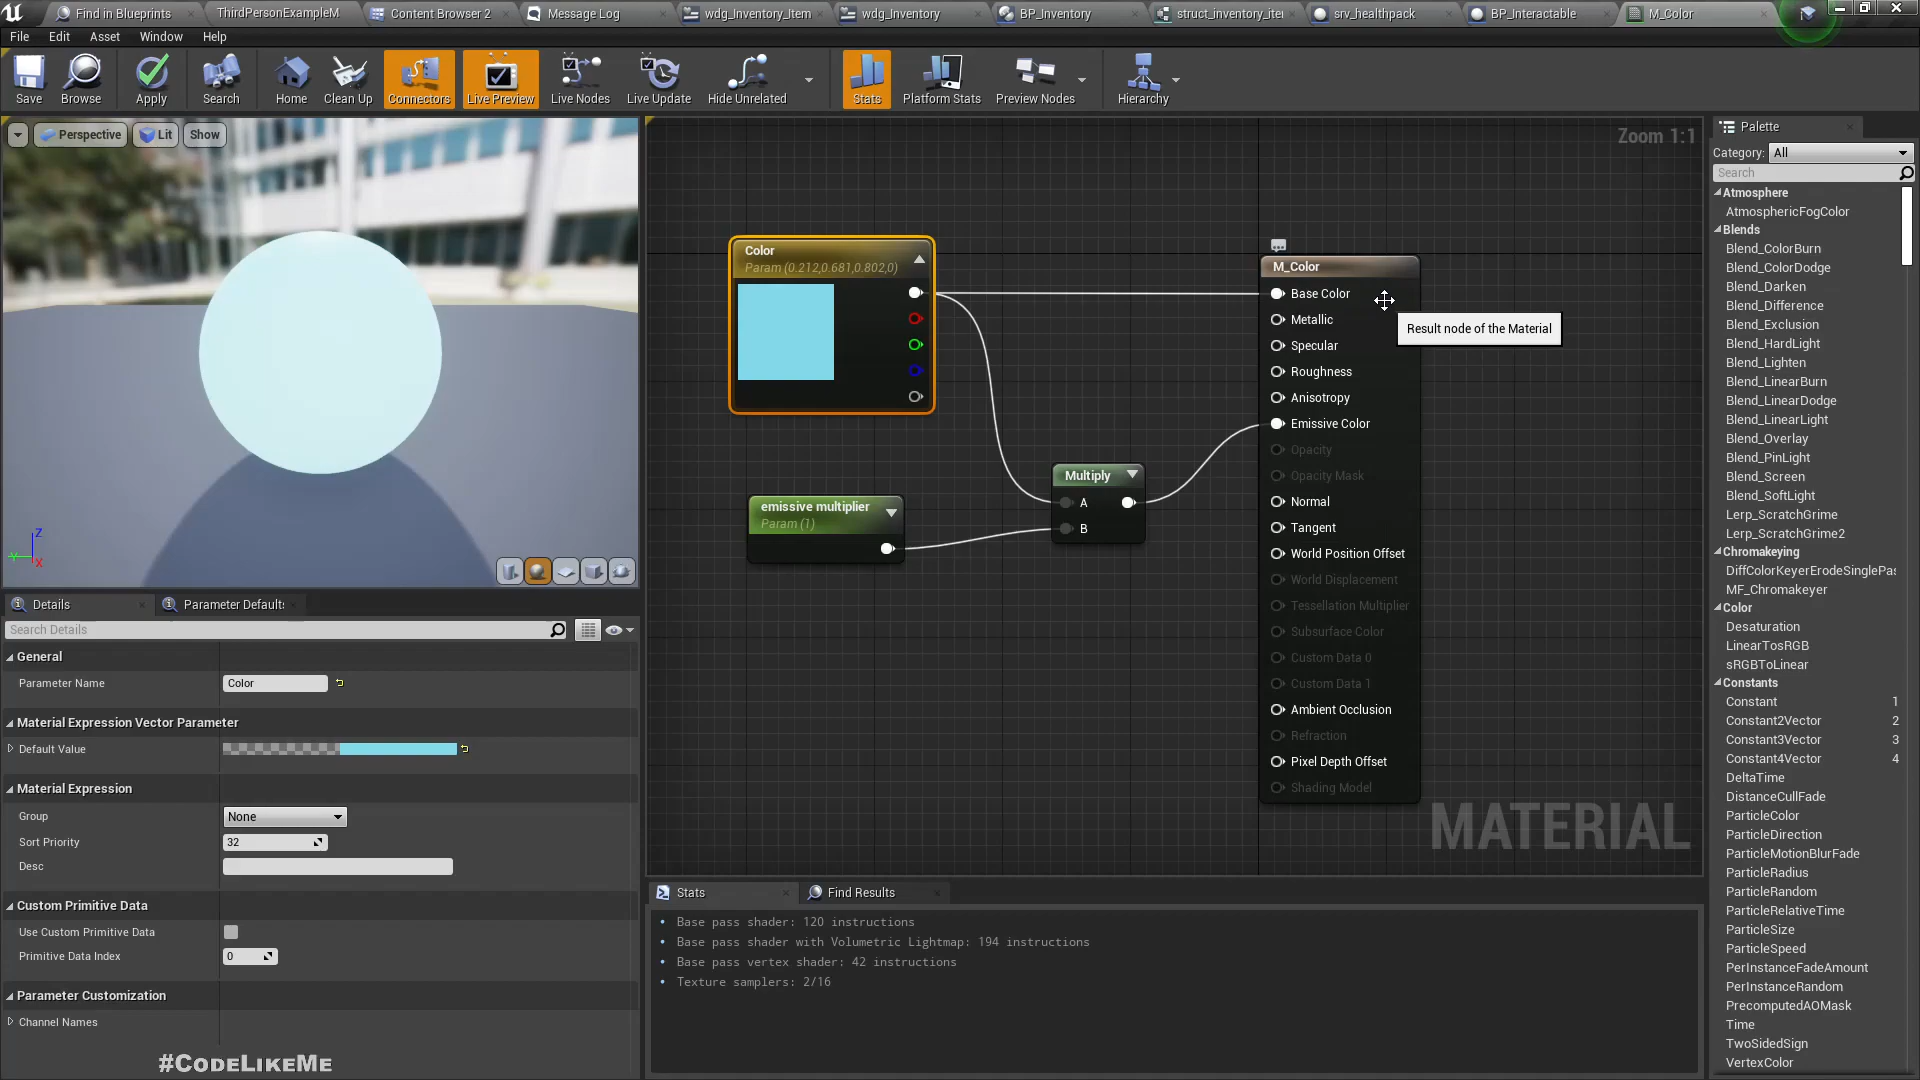 Find in Blueprints
ThirdPersonExampleM
Content Browser 2
Message Log
wdg_Inventory_Item
wdg_Inventory
BP_Inventory
struct_inventory_ite
srv_healthpack
BP_Interactable
M_Color
File
Edit
Asset
Window
Help
Save
Browse
Apply
Search
Home
Clean Up
Connectors
Live Preview
Live Nodes
Live Update
Hide Unrelated
Stats
Platform Stats
Preview Nodes
Hierarchy
Perspective
Lit
Show
Z
Y
X
Zoom 1:1
Color
Param (0.212,0.681,0.802,0)
emissive multiplier
Param (1)
Multiply
A
B
M_Color
Base Color
Metallic
Specular
Roughness
Anisotropy
Emissive Color
Opacity
Opacity Mask
Normal
Tangent
World Position Offset
World Displacement
Tessellation Multiplier
Subsurface Color
Custom Data 0
Custom Data 1
Ambient Occlusion
Refraction
Pixel Depth Offset
Shading Model
Result node of the Material
MATERIAL
Details
Parameter Default:
Search Details
General
Parameter Name
Color
Material Expression Vector Parameter
Default Value
Material Expression
Group
None
Sort Priority
32
Desc
Custom Primitive Data
Use Custom Primitive Data
Primitive Data Index
0
Parameter Customization
Channel Names
#CodeLikeMe
Stats
Find Results
Base pass shader: 120 instructions
Base pass shader with Volumetric Lightmap: 194 instructions
Base pass vertex shader: 42 instructions
Texture samplers: 2/16
Palette
Category:
All
Search
Atmosphere
AtmosphericFogColor
Blends
Blend_ColorBurn
Blend_ColorDodge
Blend_Darken
Blend_Difference
Blend_Exclusion
Blend_HardLight
Blend_Lighten
Blend_LinearBurn
Blend_LinearDodge
Blend_LinearLight
Blend_Overlay
Blend_PinLight
Blend_Screen
Blend_SoftLight
Lerp_ScratchGrime
Lerp_ScratchGrime2
Chromakeying
DiffColorKeyerErodeSinglePas
MF_Chromakeyer
Color
Desaturation
LinearTosRGB
sRGBToLinear
Constants
Constant 1
Constant2Vector 2
Constant3Vector 3
Constant4Vector 4
DeltaTime
DistanceCullFade
ParticleColor
ParticleDirection
ParticleMotionBlurFade
ParticleRadius
ParticleRandom
ParticleRelativeTime
ParticleSize
ParticleSpeed
PerInstanceFadeAmount
PerInstanceRandom
PrecomputedAOMask
Time
TwoSidedSign
VertexColor